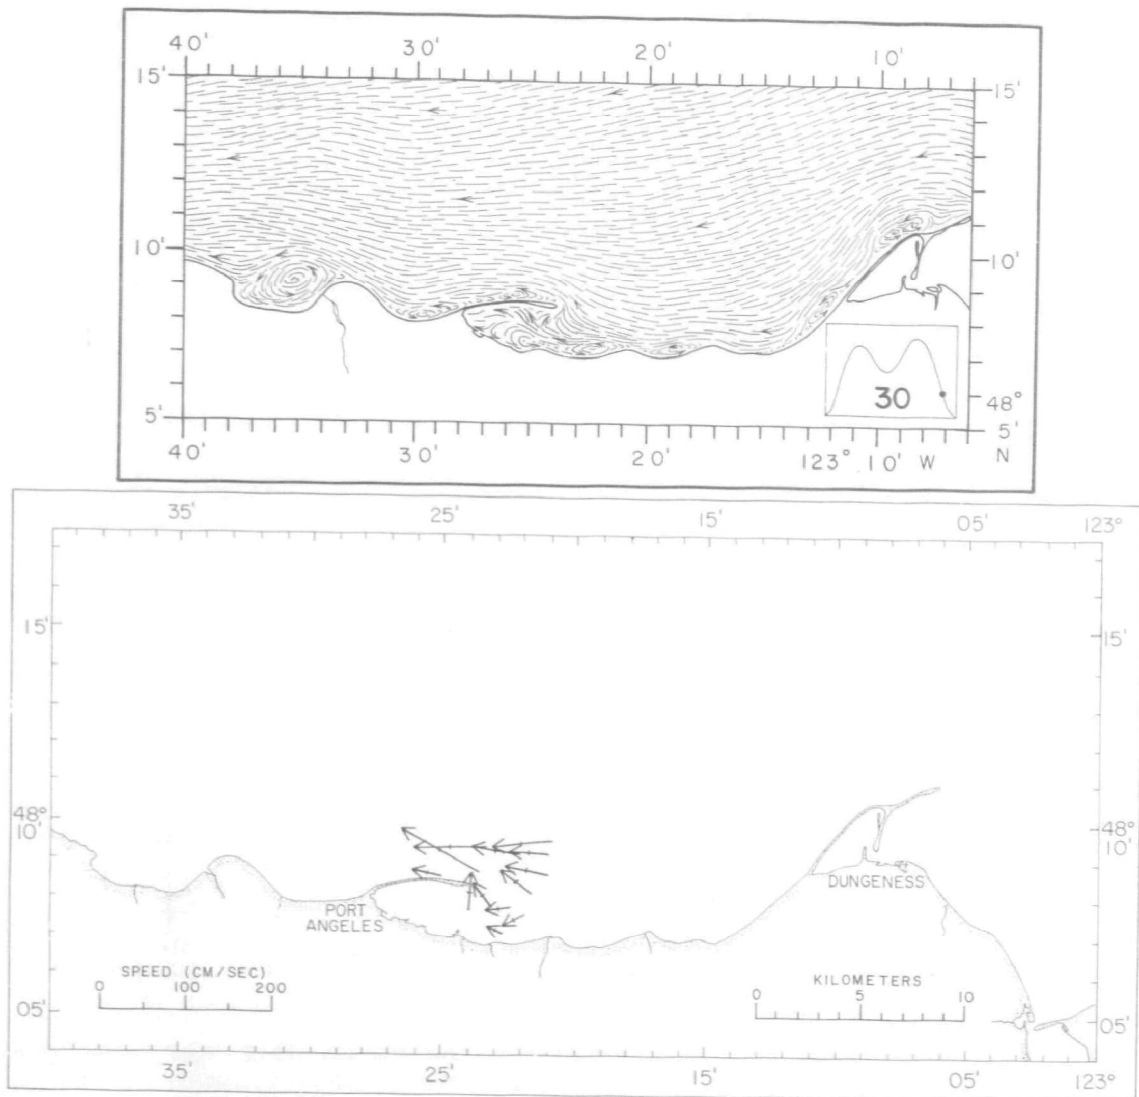 40' 30' 20' 10'
15' 15'
10' 10'
30
48°
5' 5'
40' 30' 20' 123° 10' W N
35' 25' 15' 05' 123°
15' 15'
48° 48°
10' 10'
DUNGENESS
PORT
ANGELES
SPEED (CM/SEC)
0 100 200
KILOMETERS
0 5 10
05' 05'
35' 25' 15' 05' 123°